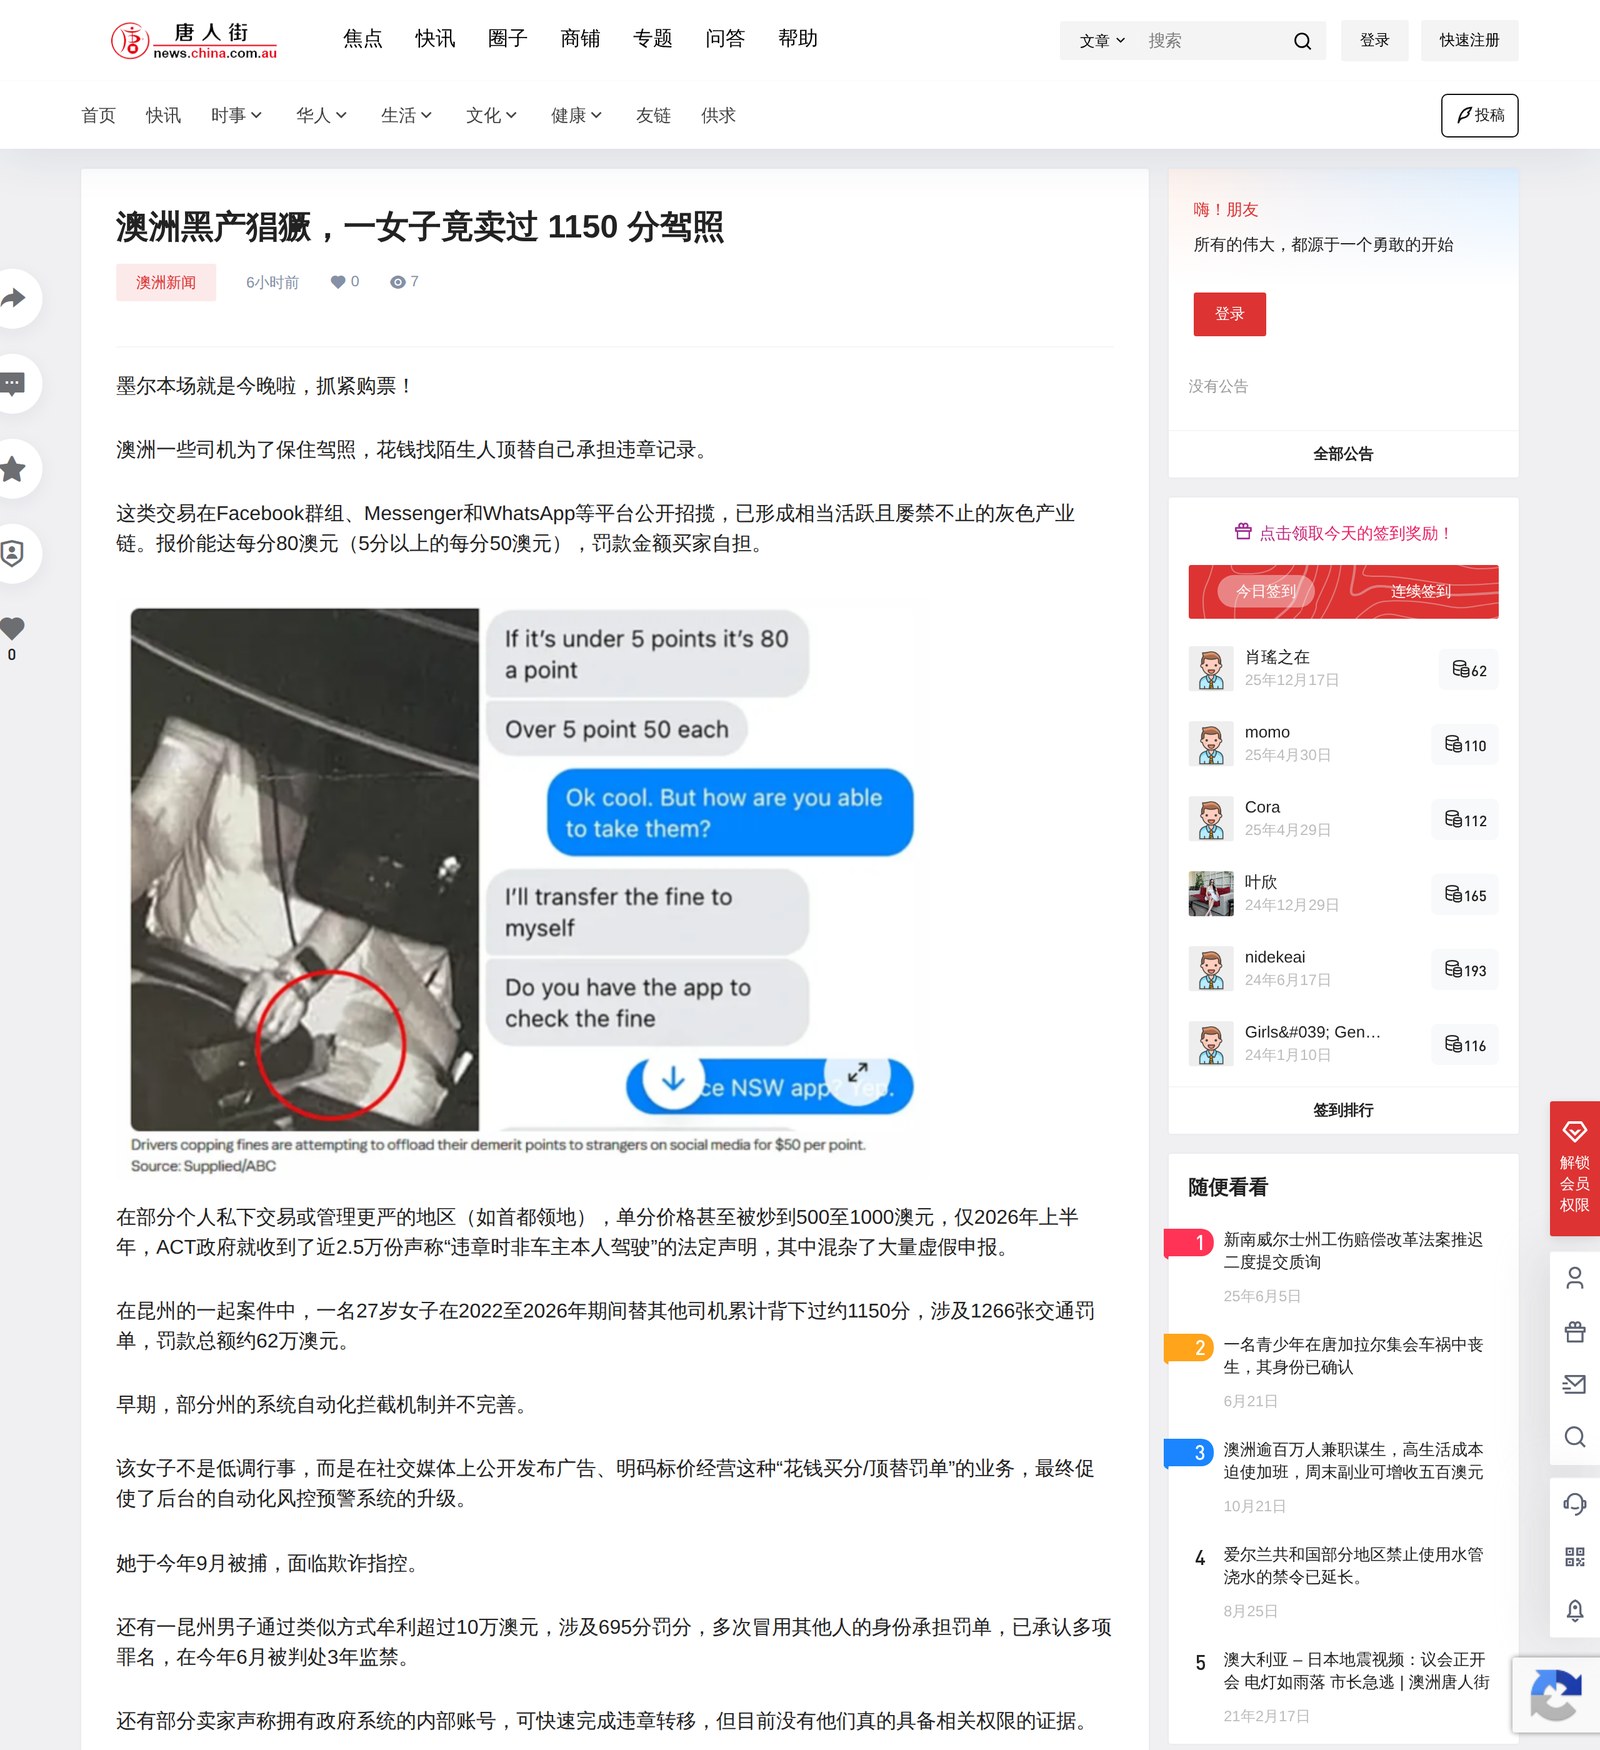 唐人街
news.china.com.au
焦点 快讯 圈子 商铺 专题 问答 帮助
文章 搜索 登录 快速注册
首页 快讯 时事 华人 生活 文化 健康 友链 供求
投稿
澳洲黑产猖獗，一女子竟卖过 1150 分驾照
澳洲新闻 6小时前 0 7
墨尔本场就是今晚啦，抓紧购票！
澳洲一些司机为了保住驾照，花钱找陌生人顶替自己承担违章记录。
这类交易在Facebook群组、Messenger和WhatsApp等平台公开招揽，已形成相当活跃且屡禁不止的灰色产业
链。报价能达每分80澳元（5分以上的每分50澳元），罚款金额买家自担。
If it’s under 5 points it’s 80
a point
Over 5 point 50 each
Ok cool. But how are you able
to take them?
I’ll transfer the fine to
myself
Do you have the app to
check the fine
ce NSW app? Yep.
Drivers copping fines are attempting to offload their demerit points to strangers on social media for $50 per point.
Source: Supplied/ABC
在部分个人私下交易或管理更严的地区（如首都领地），单分价格甚至被炒到500至1000澳元，仅2026年上半
年，ACT政府就收到了近2.5万份声称“违章时非车主本人驾驶”的法定声明，其中混杂了大量虚假申报。
在昆州的一起案件中，一名27岁女子在2022至2026年期间替其他司机累计背下过约1150分，涉及1266张交通罚
单，罚款总额约62万澳元。
早期，部分州的系统自动化拦截机制并不完善。
该女子不是低调行事，而是在社交媒体上公开发布广告、明码标价经营这种“花钱买分/顶替罚单”的业务，最终促
使了后台的自动化风控预警系统的升级。
她于今年9月被捕，面临欺诈指控。
还有一昆州男子通过类似方式牟利超过10万澳元，涉及695分罚分，多次冒用其他人的身份承担罚单，已承认多项
罪名，在今年6月被判处3年监禁。
还有部分卖家声称拥有政府系统的内部账号，可快速完成违章转移，但目前没有他们真的具备相关权限的证据。
0
嗨！朋友
所有的伟大，都源于一个勇敢的开始
登录
没有公告
全部公告
点击领取今天的签到奖励！
今日签到 连续签到
肖瑤之在
25年12月17日
62
momo
25年4月30日
110
Cora
25年4月29日
112
叶欣
24年12月29日
165
nidekeai
24年6月17日
193
Girls&#039; Gen…
24年1月10日
116
签到排行
随便看看
1
新南威尔士州工伤赔偿改革法案推迟
二度提交质询
25年6月5日
2
一名青少年在唐加拉尔集会车祸中丧
生，其身份已确认
6月21日
3
澳洲逾百万人兼职谋生，高生活成本
迫使加班，周末副业可增收五百澳元
10月21日
4
爱尔兰共和国部分地区禁止使用水管
浇水的禁令已延长。
8月25日
5
澳大利亚 – 日本地震视频：议会正开
会 电灯如雨落 市长急逃 | 澳洲唐人街
21年2月17日
解锁
会员
权限